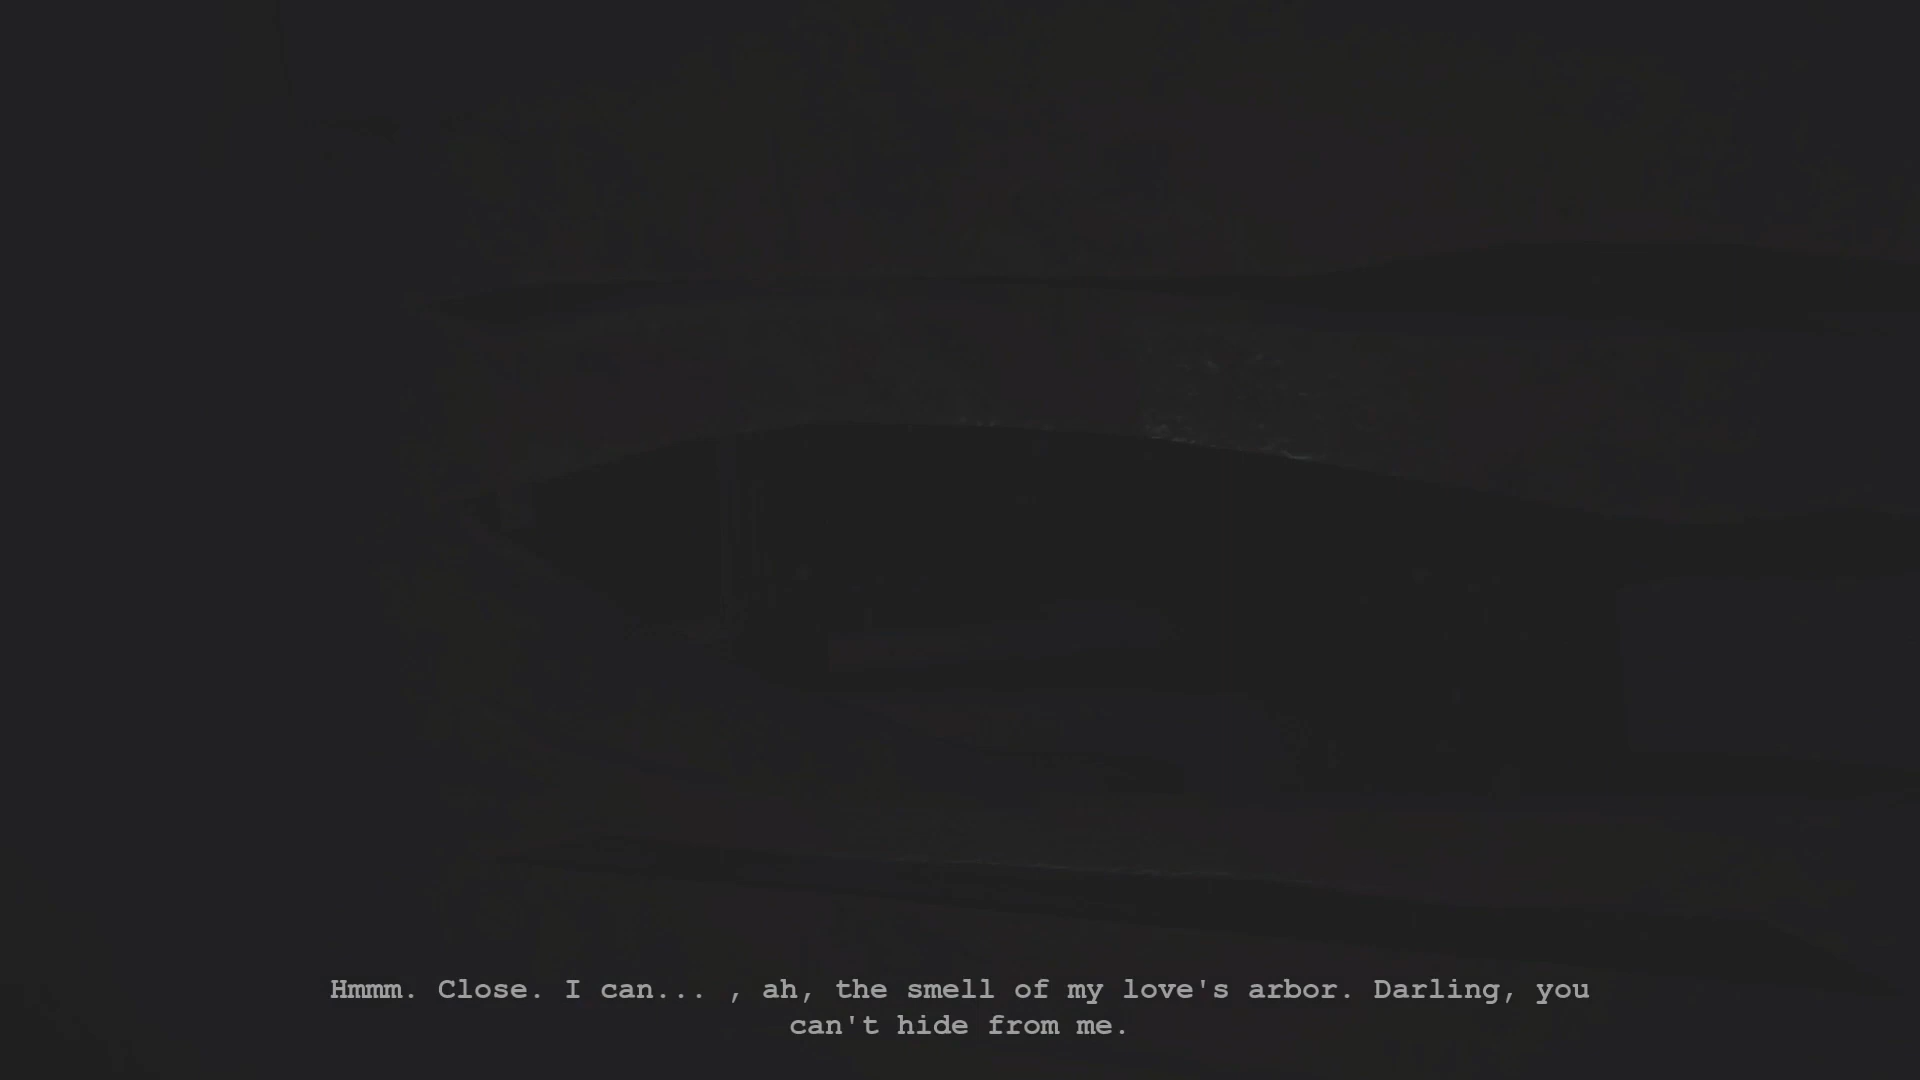 Hmmm. Close. I can... , ah, the smell of my love's arbor. Darling, you
can't hide from me.